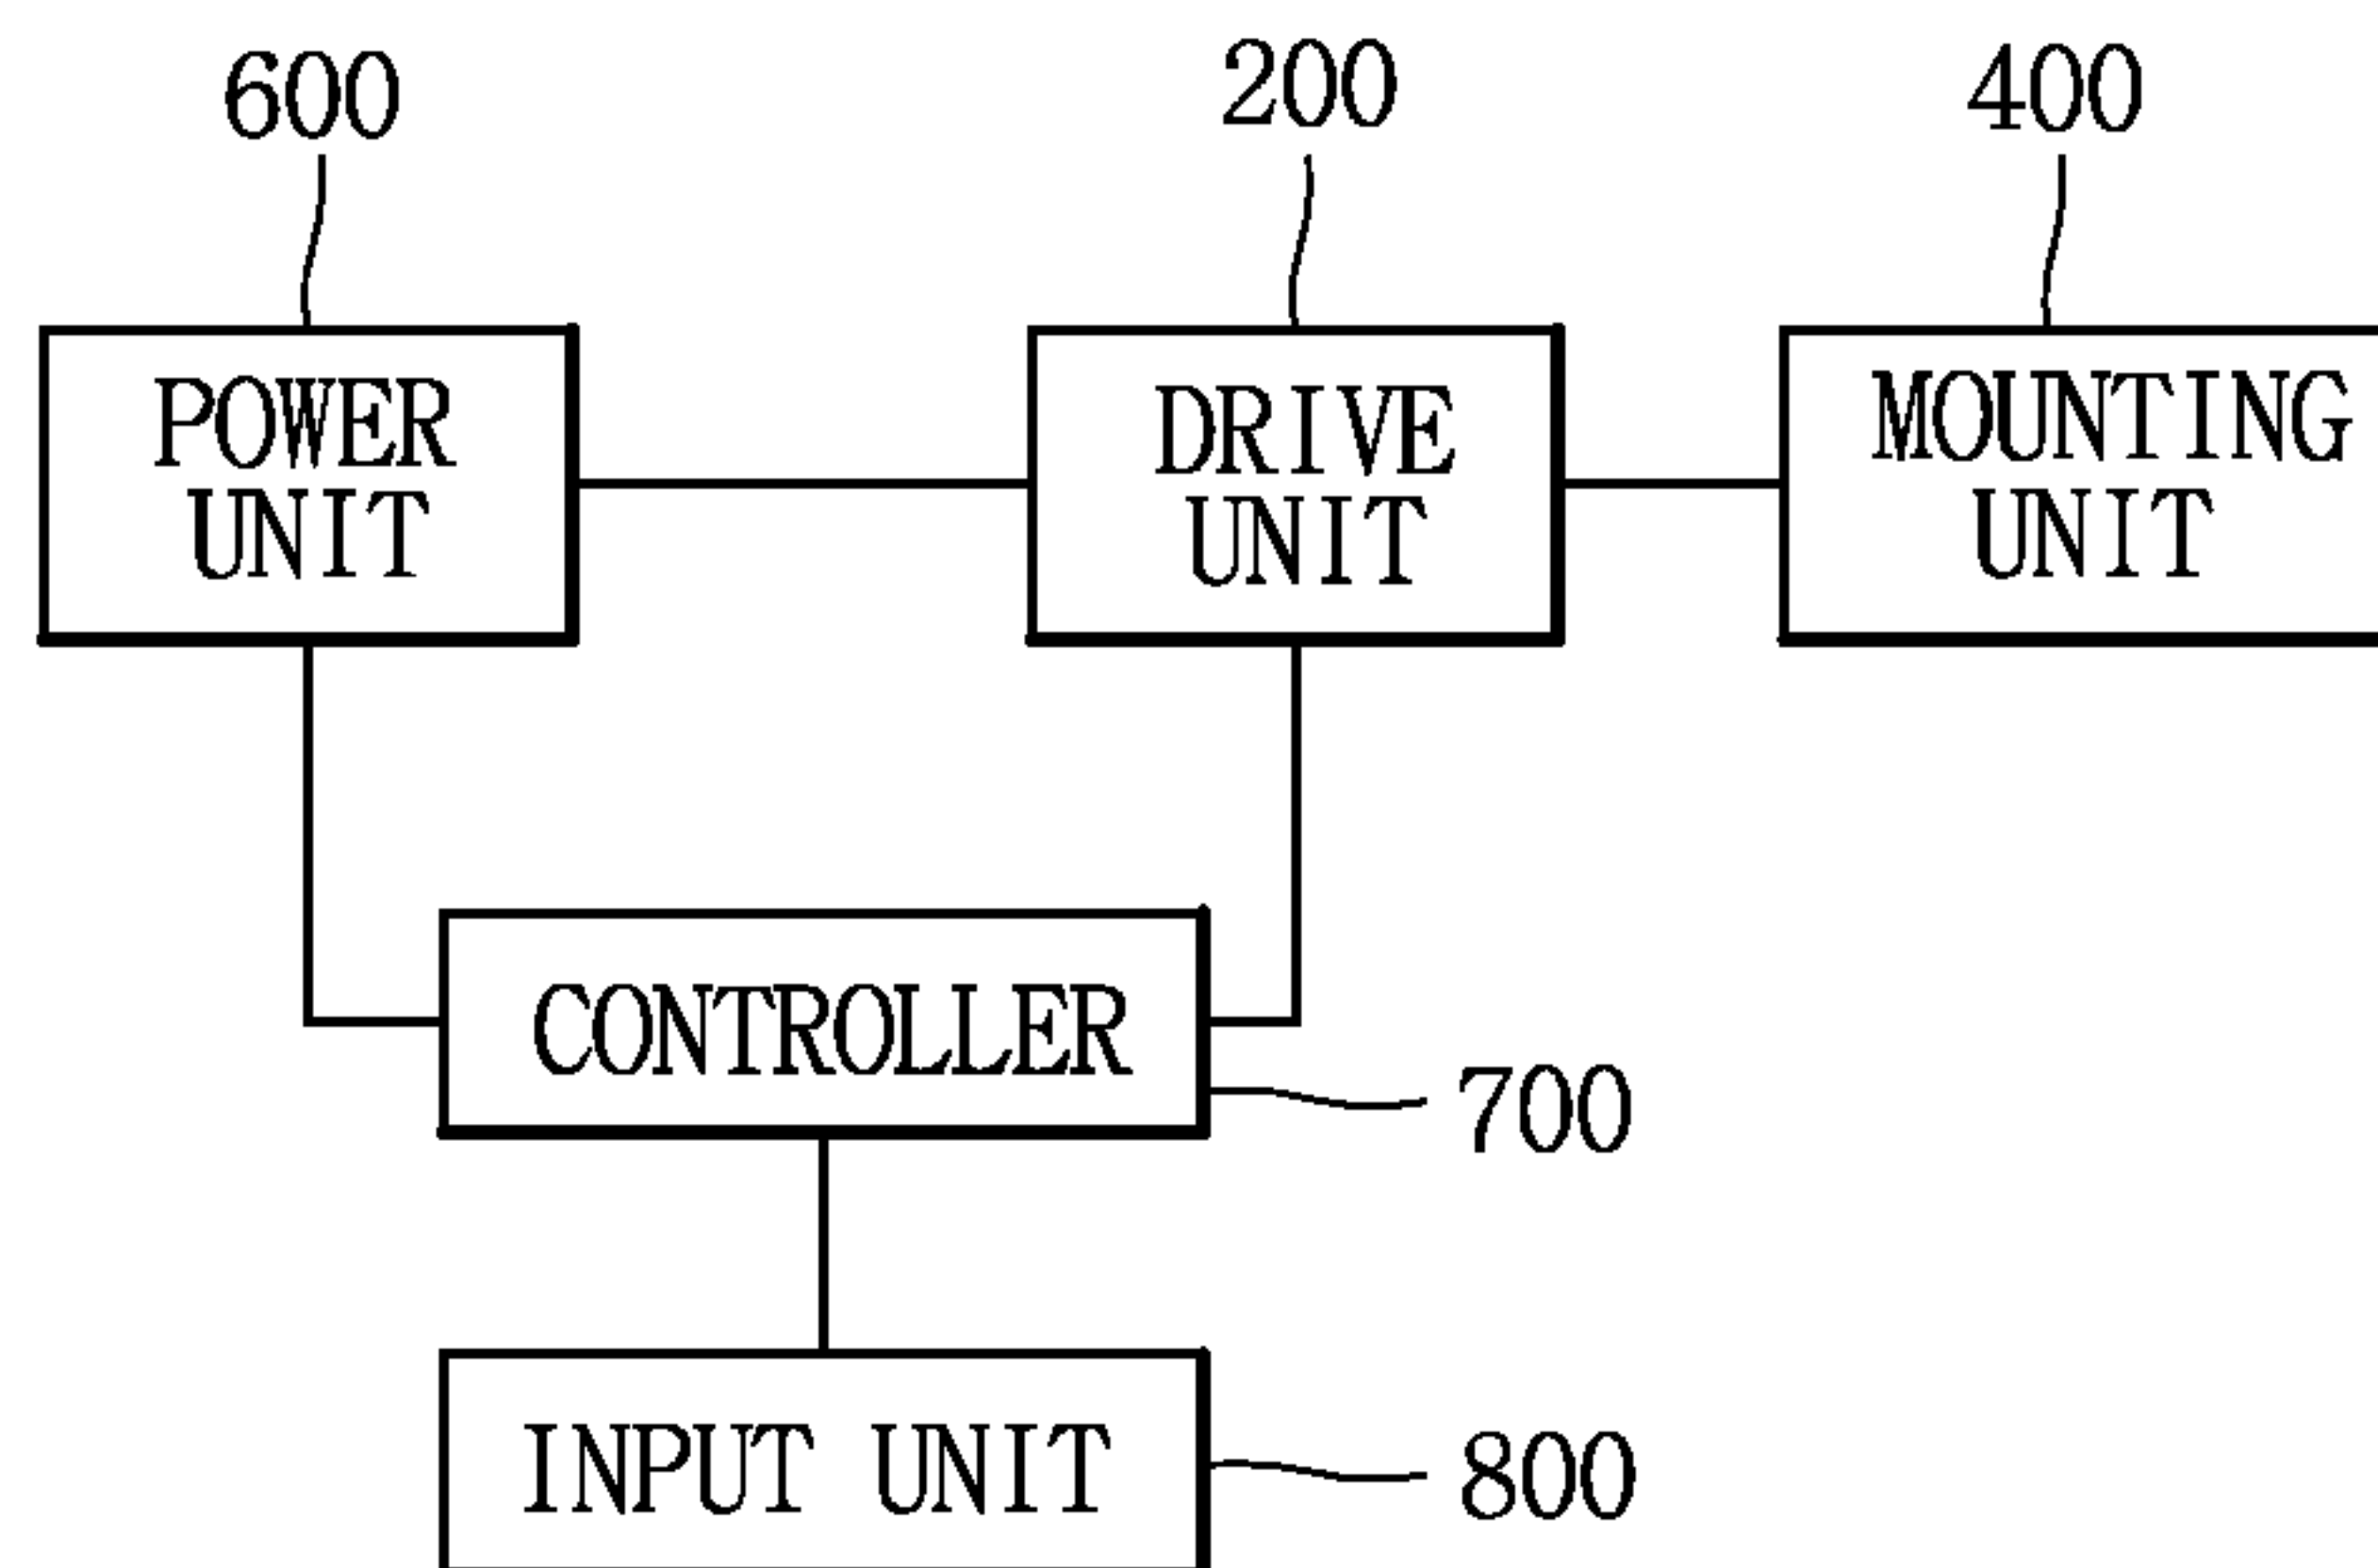 600
200
400
POWER
UNIT
DRIVE
UNIT
MOUNTING
UNIT
CONTROLLER
700
INPUT UNIT
800